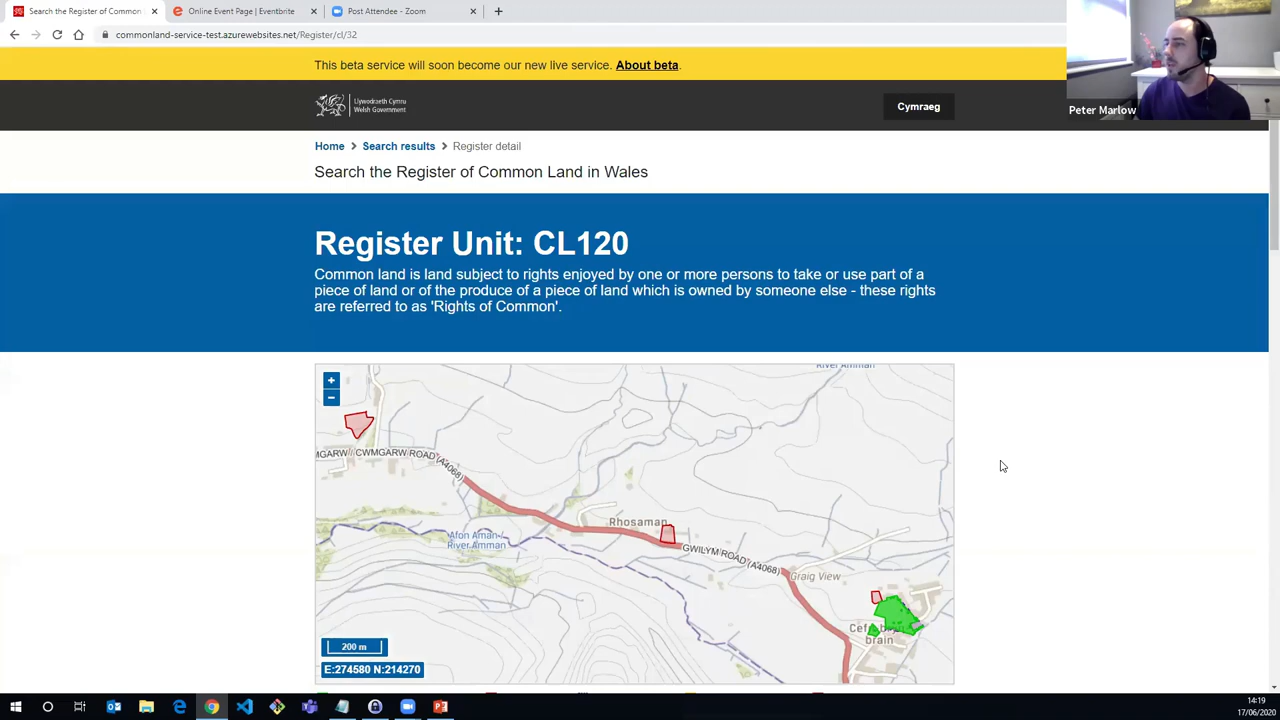 Search the Register of Common
Online Event Page | Eventbrite
Post Attendee - Zoom
commonland-service-test.azurewebsites.net/Register/cl/32
This beta service will soon become our new live service. About beta.
Llywodraeth Cymru
Welsh Government
Cymraeg
Peter Marlow
Home > Search results > Register detail
Search the Register of Common Land in Wales
Register Unit: CL120
Common land is land subject to rights enjoyed by one or more persons to take or use part of a
piece of land or of the produce of a piece of land which is owned by someone else - these rights
are referred to as 'Rights of Common'.
+
−
River Amman
MGARW / CWMGARW ROAD (A4068)
Rhosaman
Afon Aman
River Amman
GWILYM ROAD (A4068)
Graig View
brain
200 m
E:274580 N:214270
14:19
17/06/2020